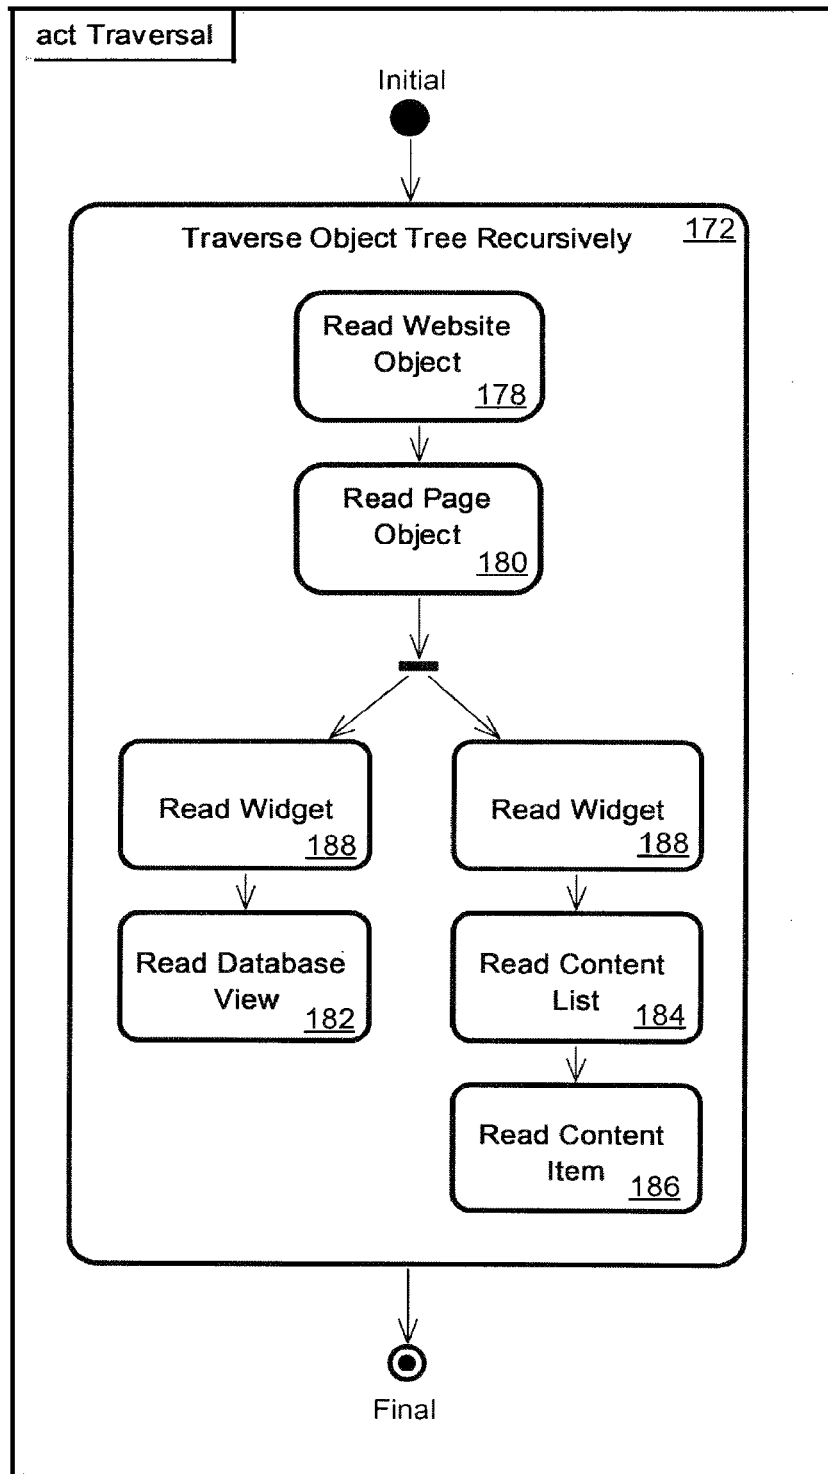 act Traversal
Initial
Traverse Object Tree Recursively 172
Read Website
Object
178
Read Page
Object
180
Read Widget
188
Read Widget
188
Read Database
View
182
Read Content
List
184
Read Content
Item
186
Final